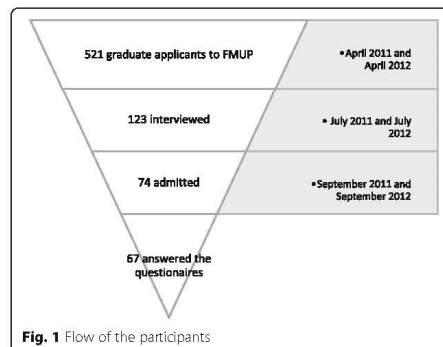 521 graduate applicants to FMUP
•April 2011 and
April 2012
123 interviewed
• July 2011 and July
2012
74 admitted
•September 2011 and
September 2012
67 answered the
questionaires
Fig. 1 Flow of the participants